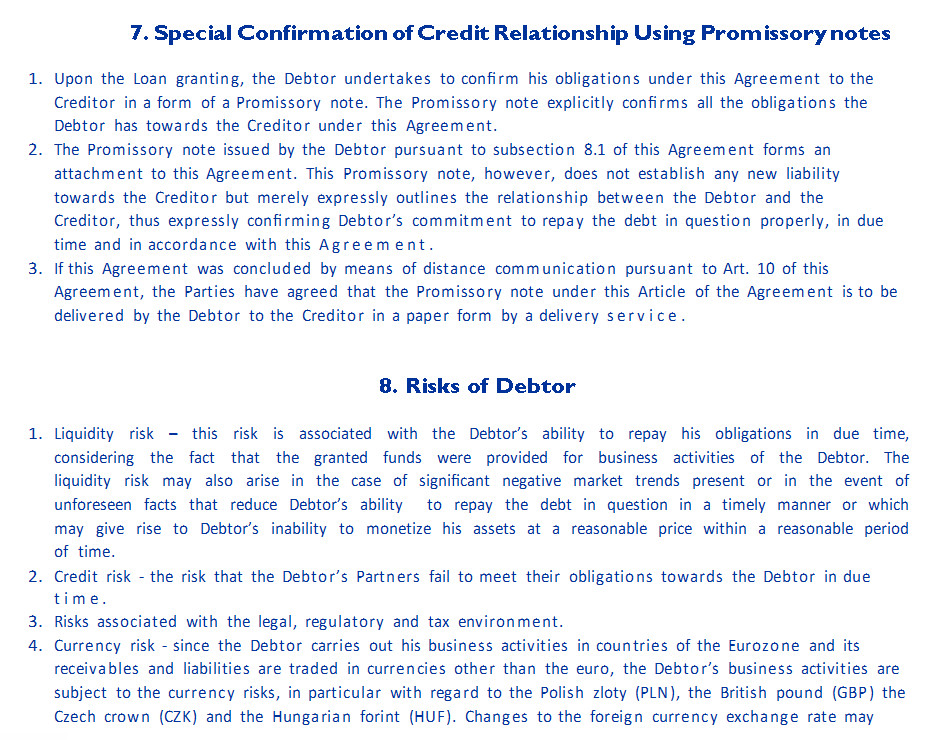 7. Special Confirmation of Credit Relationship Using Promissory notes
1. Upon the Loan granting, the Debtor undertakes to confirm his obligations under this Agreement to the
Creditor in a form of a Promissory note. The Promissory note explicitly confirms all the obligations the
Debtor has towards the Creditor under this Agreement.
2. The Promissory note issued by the Debtor pursuant to subsection 8.1 of this Agreement forms an
attachment to this Agreement. This Promissory note, however, does not establish any new liability
towards the Creditor but merely expressly outlines the relationship between the Debtor and the
Creditor, thus expressly confirming Debtor’s commitment to repay the debt in question properly, in due
time and in accordance with this Agreement.
3. If this Agreement was concluded by means of distance communication pursuant to Art. 10 of this
Agreement, the Parties have agreed that the Promissory note under this Article of the Agreement is to be
delivered by the Debtor to the Creditor in a paper form by a delivery service.
8. Risks of Debtor
1. Liquidity risk – this risk is associated with the Debtor’s ability to repay his obligations in due time,
considering the fact that the granted funds were provided for business activities of the Debtor. The
liquidity risk may also arise in the case of significant negative market trends present or in the event of
unforeseen facts that reduce Debtor’s ability to repay the debt in question in a timely manner or which
may give rise to Debtor’s inability to monetize his assets at a reasonable price within a reasonable period
of time.
2. Credit risk - the risk that the Debtor’s Partners fail to meet their obligations towards the Debtor in due
time.
3. Risks associated with the legal, regulatory and tax environment.
4. Currency risk - since the Debtor carries out his business activities in countries of the Eurozone and its
receivables and liabilities are traded in currencies other than the euro, the Debtor’s business activities are
subject to the currency risks, in particular with regard to the Polish zloty (PLN), the British pound (GBP) the
Czech crown (CZK) and the Hungarian forint (HUF). Changes to the foreign currency exchange rate may